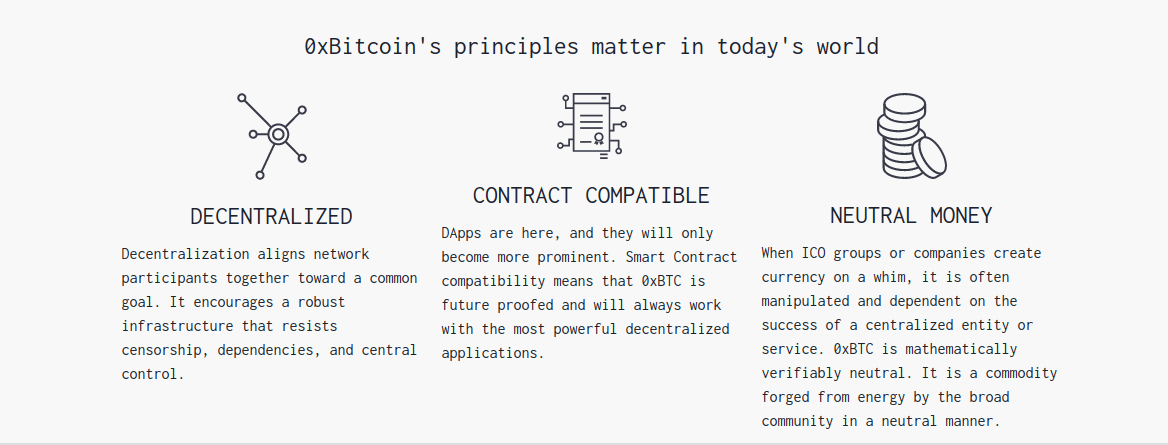 0xBitcoin's principles matter in today's world
DECENTRALIZED
Decentralization aligns network
participants together toward a common
goal. It encourages a robust
infrastructure that resists
censorship, dependencies, and central
control.
CONTRACT COMPATIBLE
DApps are here, and they will only
become more prominent. Smart Contract
compatibility means that 0xBTC is
future proofed and will always work
with the most powerful decentralized
applications.
NEUTRAL MONEY
When ICO groups or companies create
currency on a whim, it is often
manipulated and dependent on the
success of a centralized entity or
service. 0xBTC is mathematically
verifiably neutral. It is a commodity
forged from energy by the broad
community in a neutral manner.